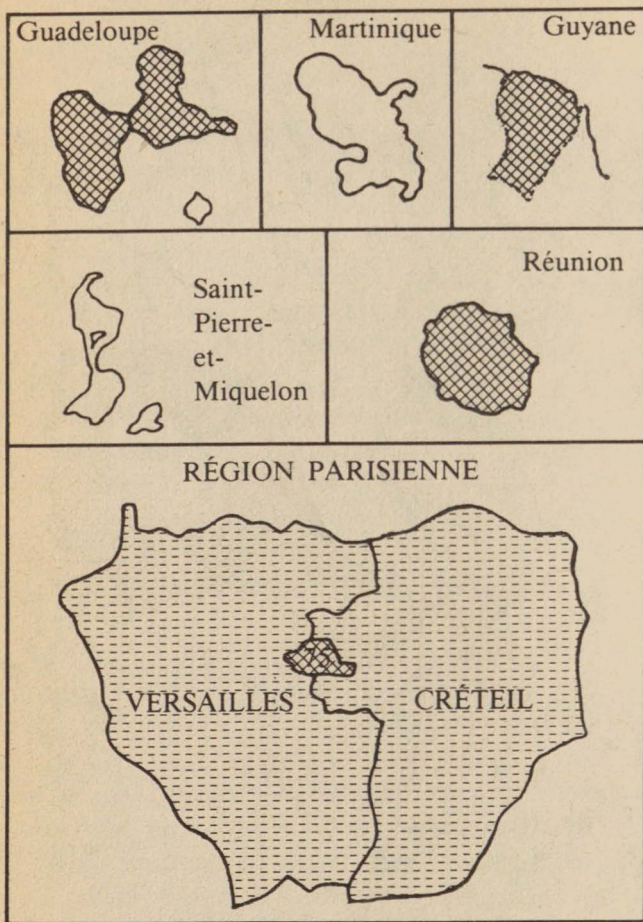 Guadeloupe
Martinique
Guyane
Saint-
Pierre-
et-
Miquelon
Réunion
RÉGION PARISIENNE
VERSAILLES
CRÉTEIL